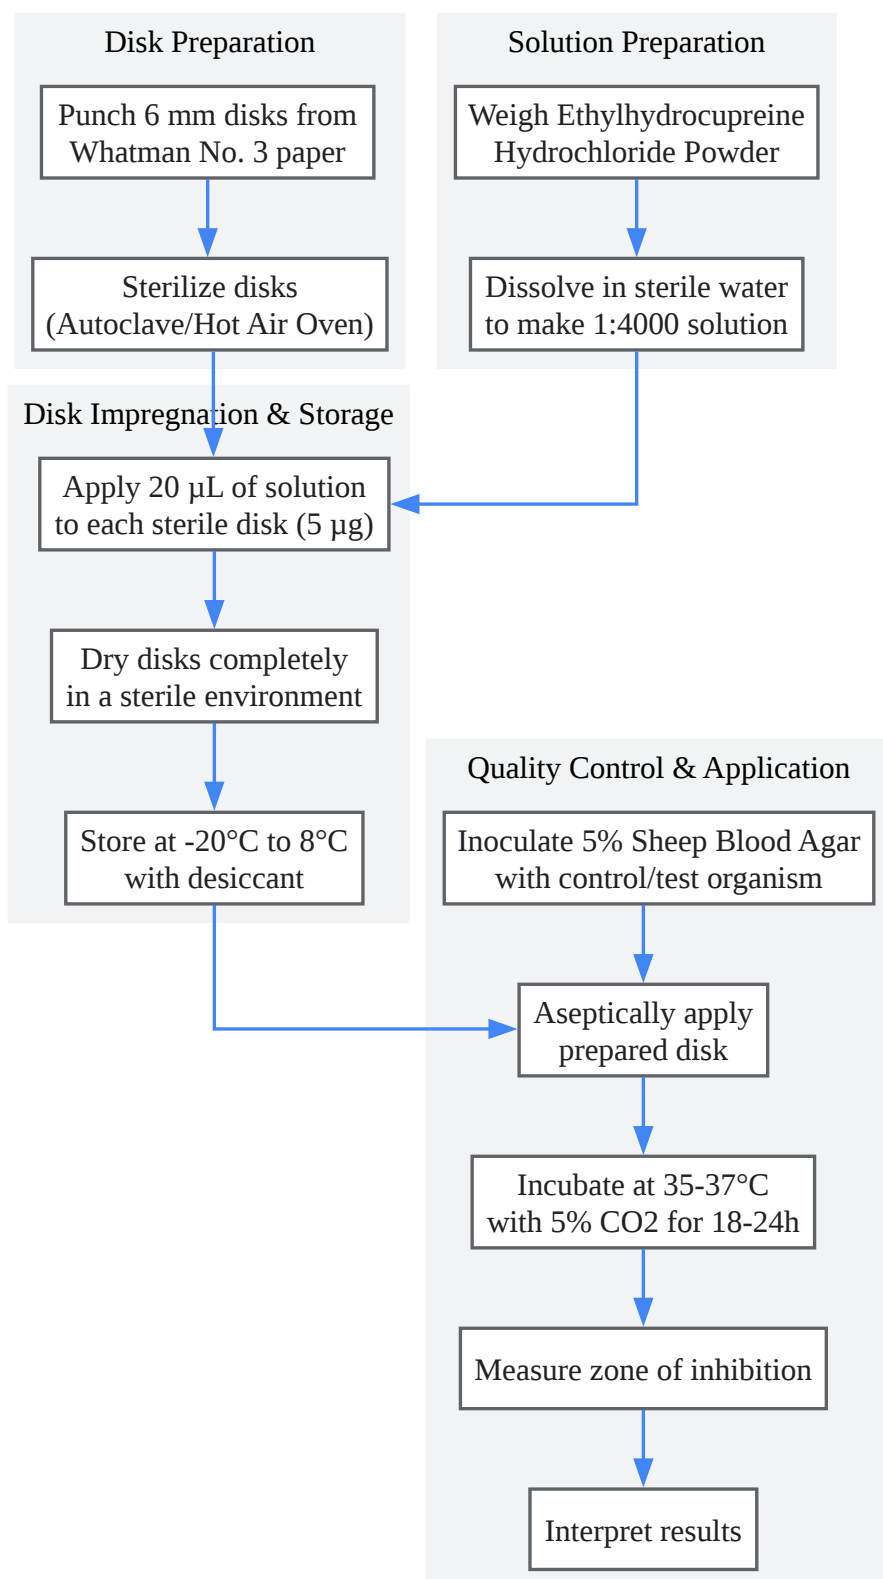 Disk Preparation
Punch 6 mm disks from
Whatman No. 3 paper
Sterilize disks
(Autoclave/Hot Air Oven)
Solution Preparation
Weigh Ethylhydrocupreine
Hydrochloride Powder
Dissolve in sterile water
to make 1:4000 solution
Disk Impregnation & Storage
Apply 20 µL of solution
to each sterile disk (5 µg)
Dry disks completely
in a sterile environment
Store at -20°C to 8°C
with desiccant
Quality Control & Application
Inoculate 5% Sheep Blood Agar
with control/test organism
Aseptically apply
prepared disk
Incubate at 35-37°C
with 5% CO2 for 18-24h
Measure zone of inhibition
Interpret results